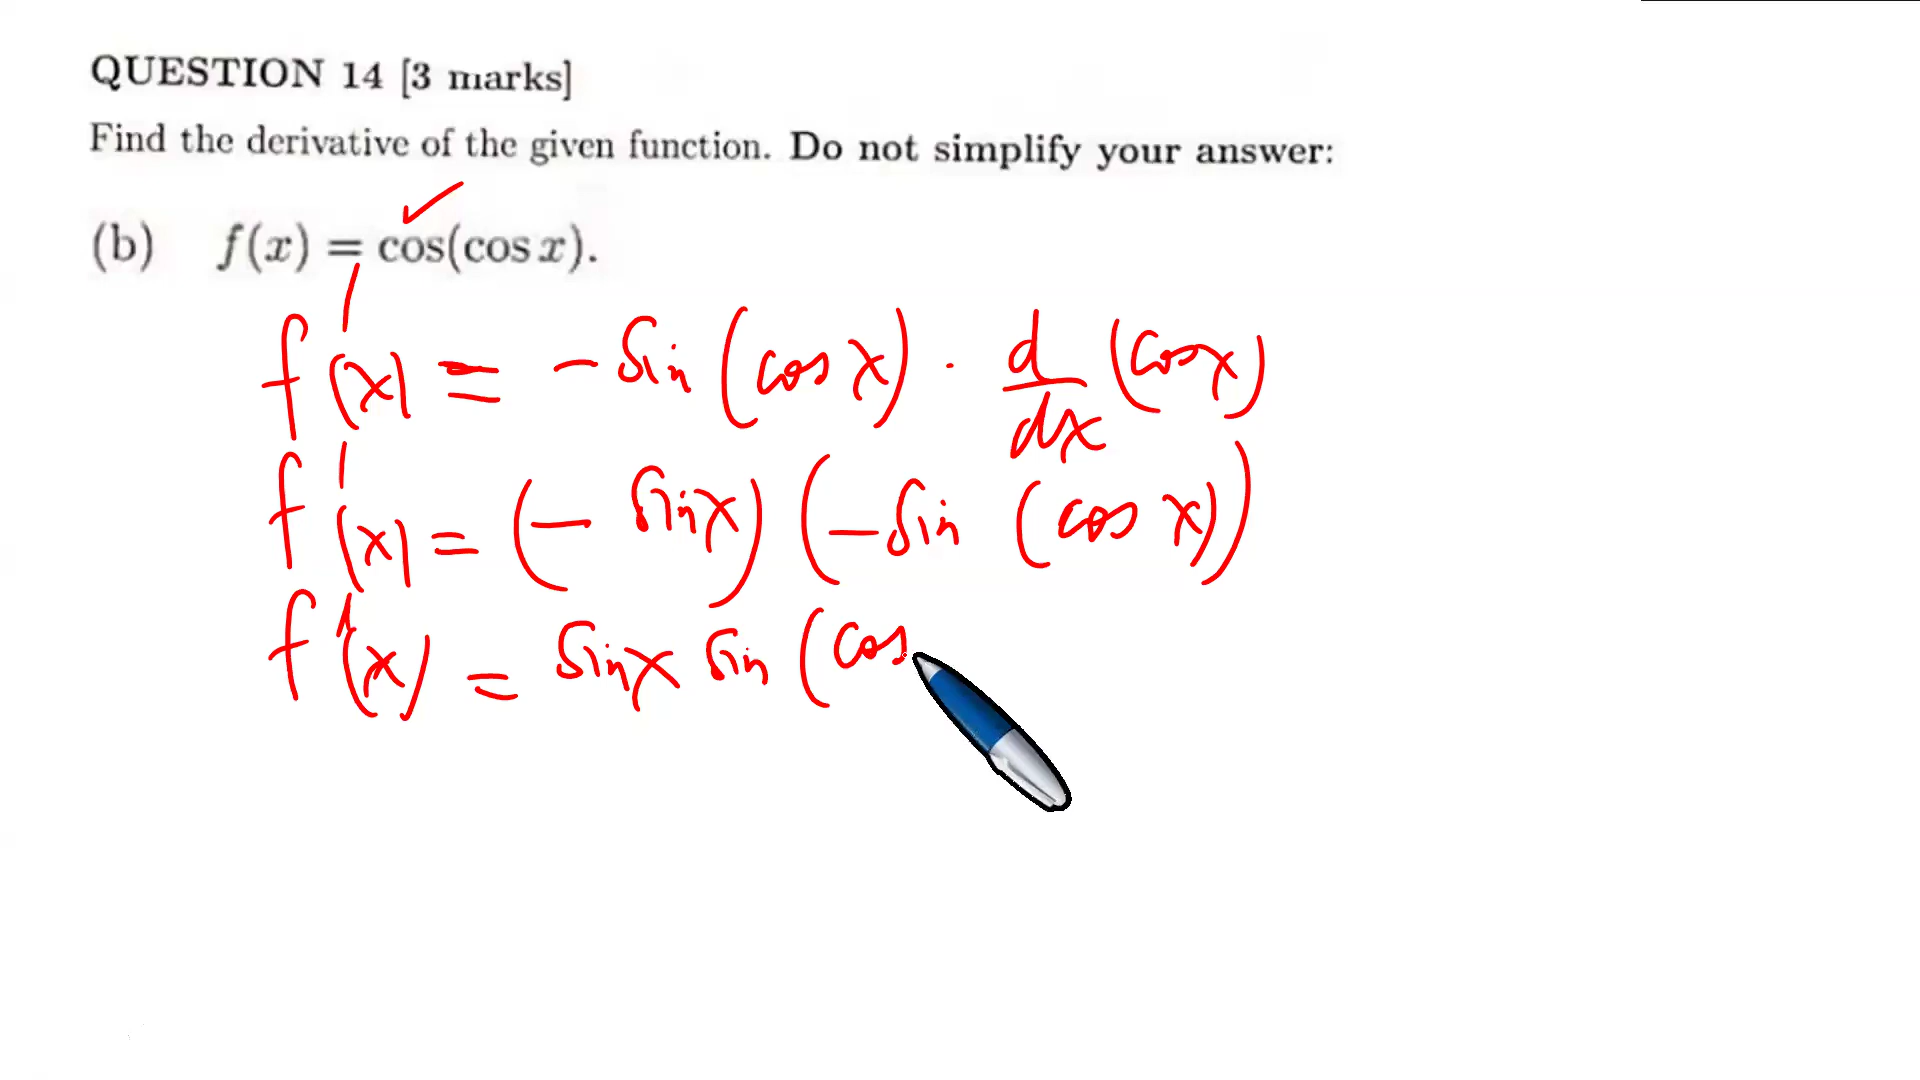 QUESTION 14 [3 marks]
Find the derivative of the given function. Do not simplify your answer:
(b) f(x) = cos(cos x).
f'(x) = - sin (cos x) · d/dx (cos x)
f'(x) = (- sin x) (- sin (cos x))
f'(x) = sin x sin (cos